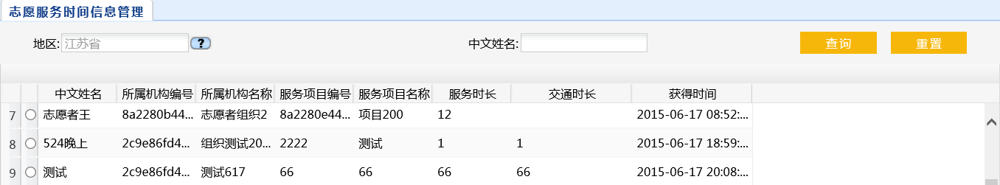 志愿服务时间信息管理
地区: 江苏省 ? 中文姓名: 查询 重置
中文姓名 所属机构编号 所属机构名称 服务项目编号 服务项目名称 服务时长 交通时长 获得时间
7 志愿者王 8a2280b44... 志愿者组织2 8a2280e44... 项目200 12 2015-06-17 08:52:...
8 524晚上 2c9e86fd4... 组织测试20... 2222 测试 1 1 2015-06-17 18:59:...
9 测试 2c9e86fd4... 测试617 66 66 66 66 2015-06-17 20:08:...